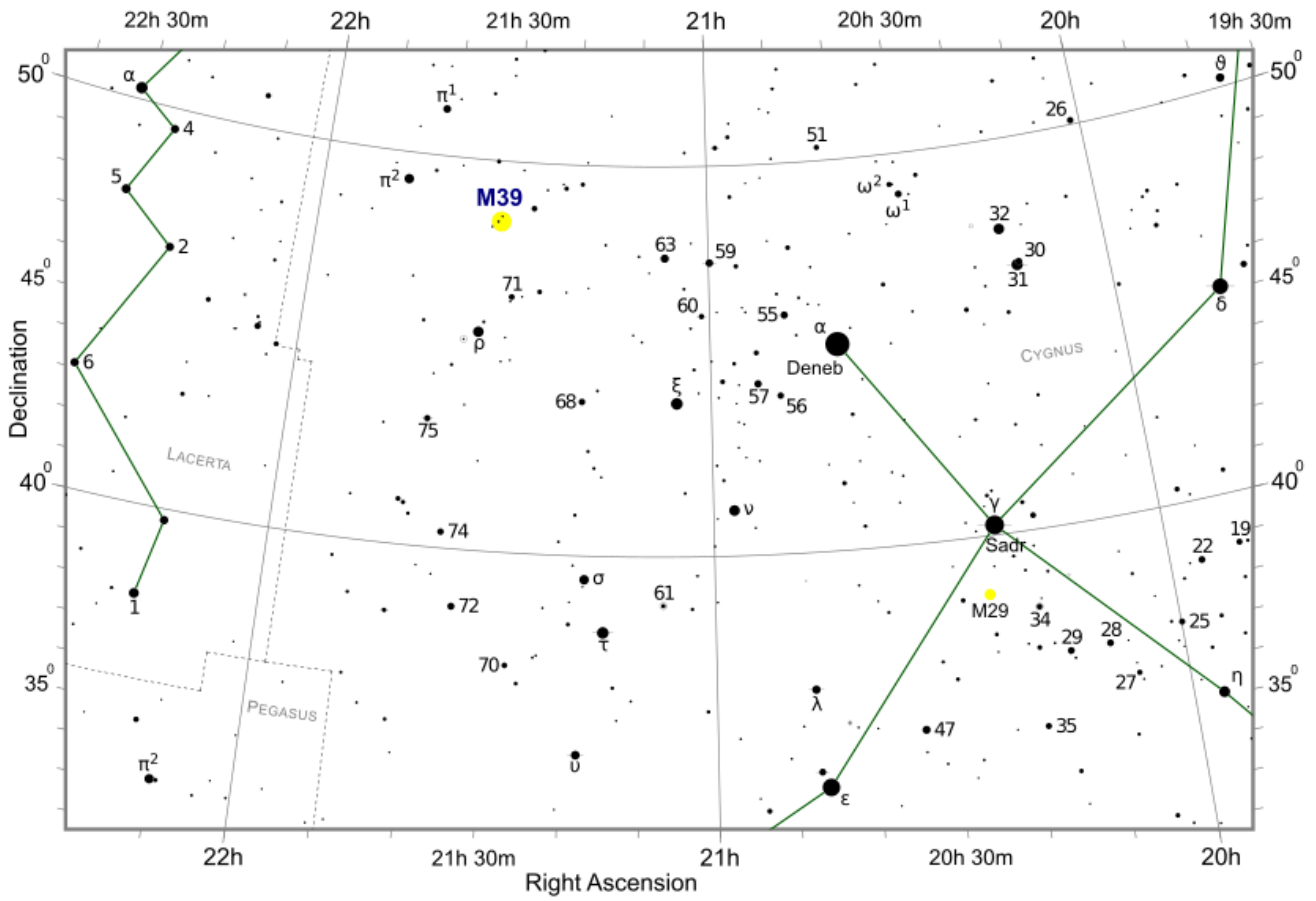 22h 30m 22h 21h 30m 21h 20h 30m 20h 19h 30m
50⁰ α π¹ 26 ϑ 50⁰
4 51
5 π² M39 ω² ω¹
2 63 59 32 30
45⁰ 71 60 55 31 δ 45⁰
ρ α
6 Deneb CYGNUS
68 ξ 57 56
75
Declination
LACERTA
40⁰ ν γ 40⁰
74 Sadr 19
σ 22
1 72 61 M29 34 25
τ 29 28
35⁰ 70 λ 27 η 35⁰
PEGASUS 47 35
π² υ ε
22h 21h 30m 21h 20h 30m 20h
Right Ascension